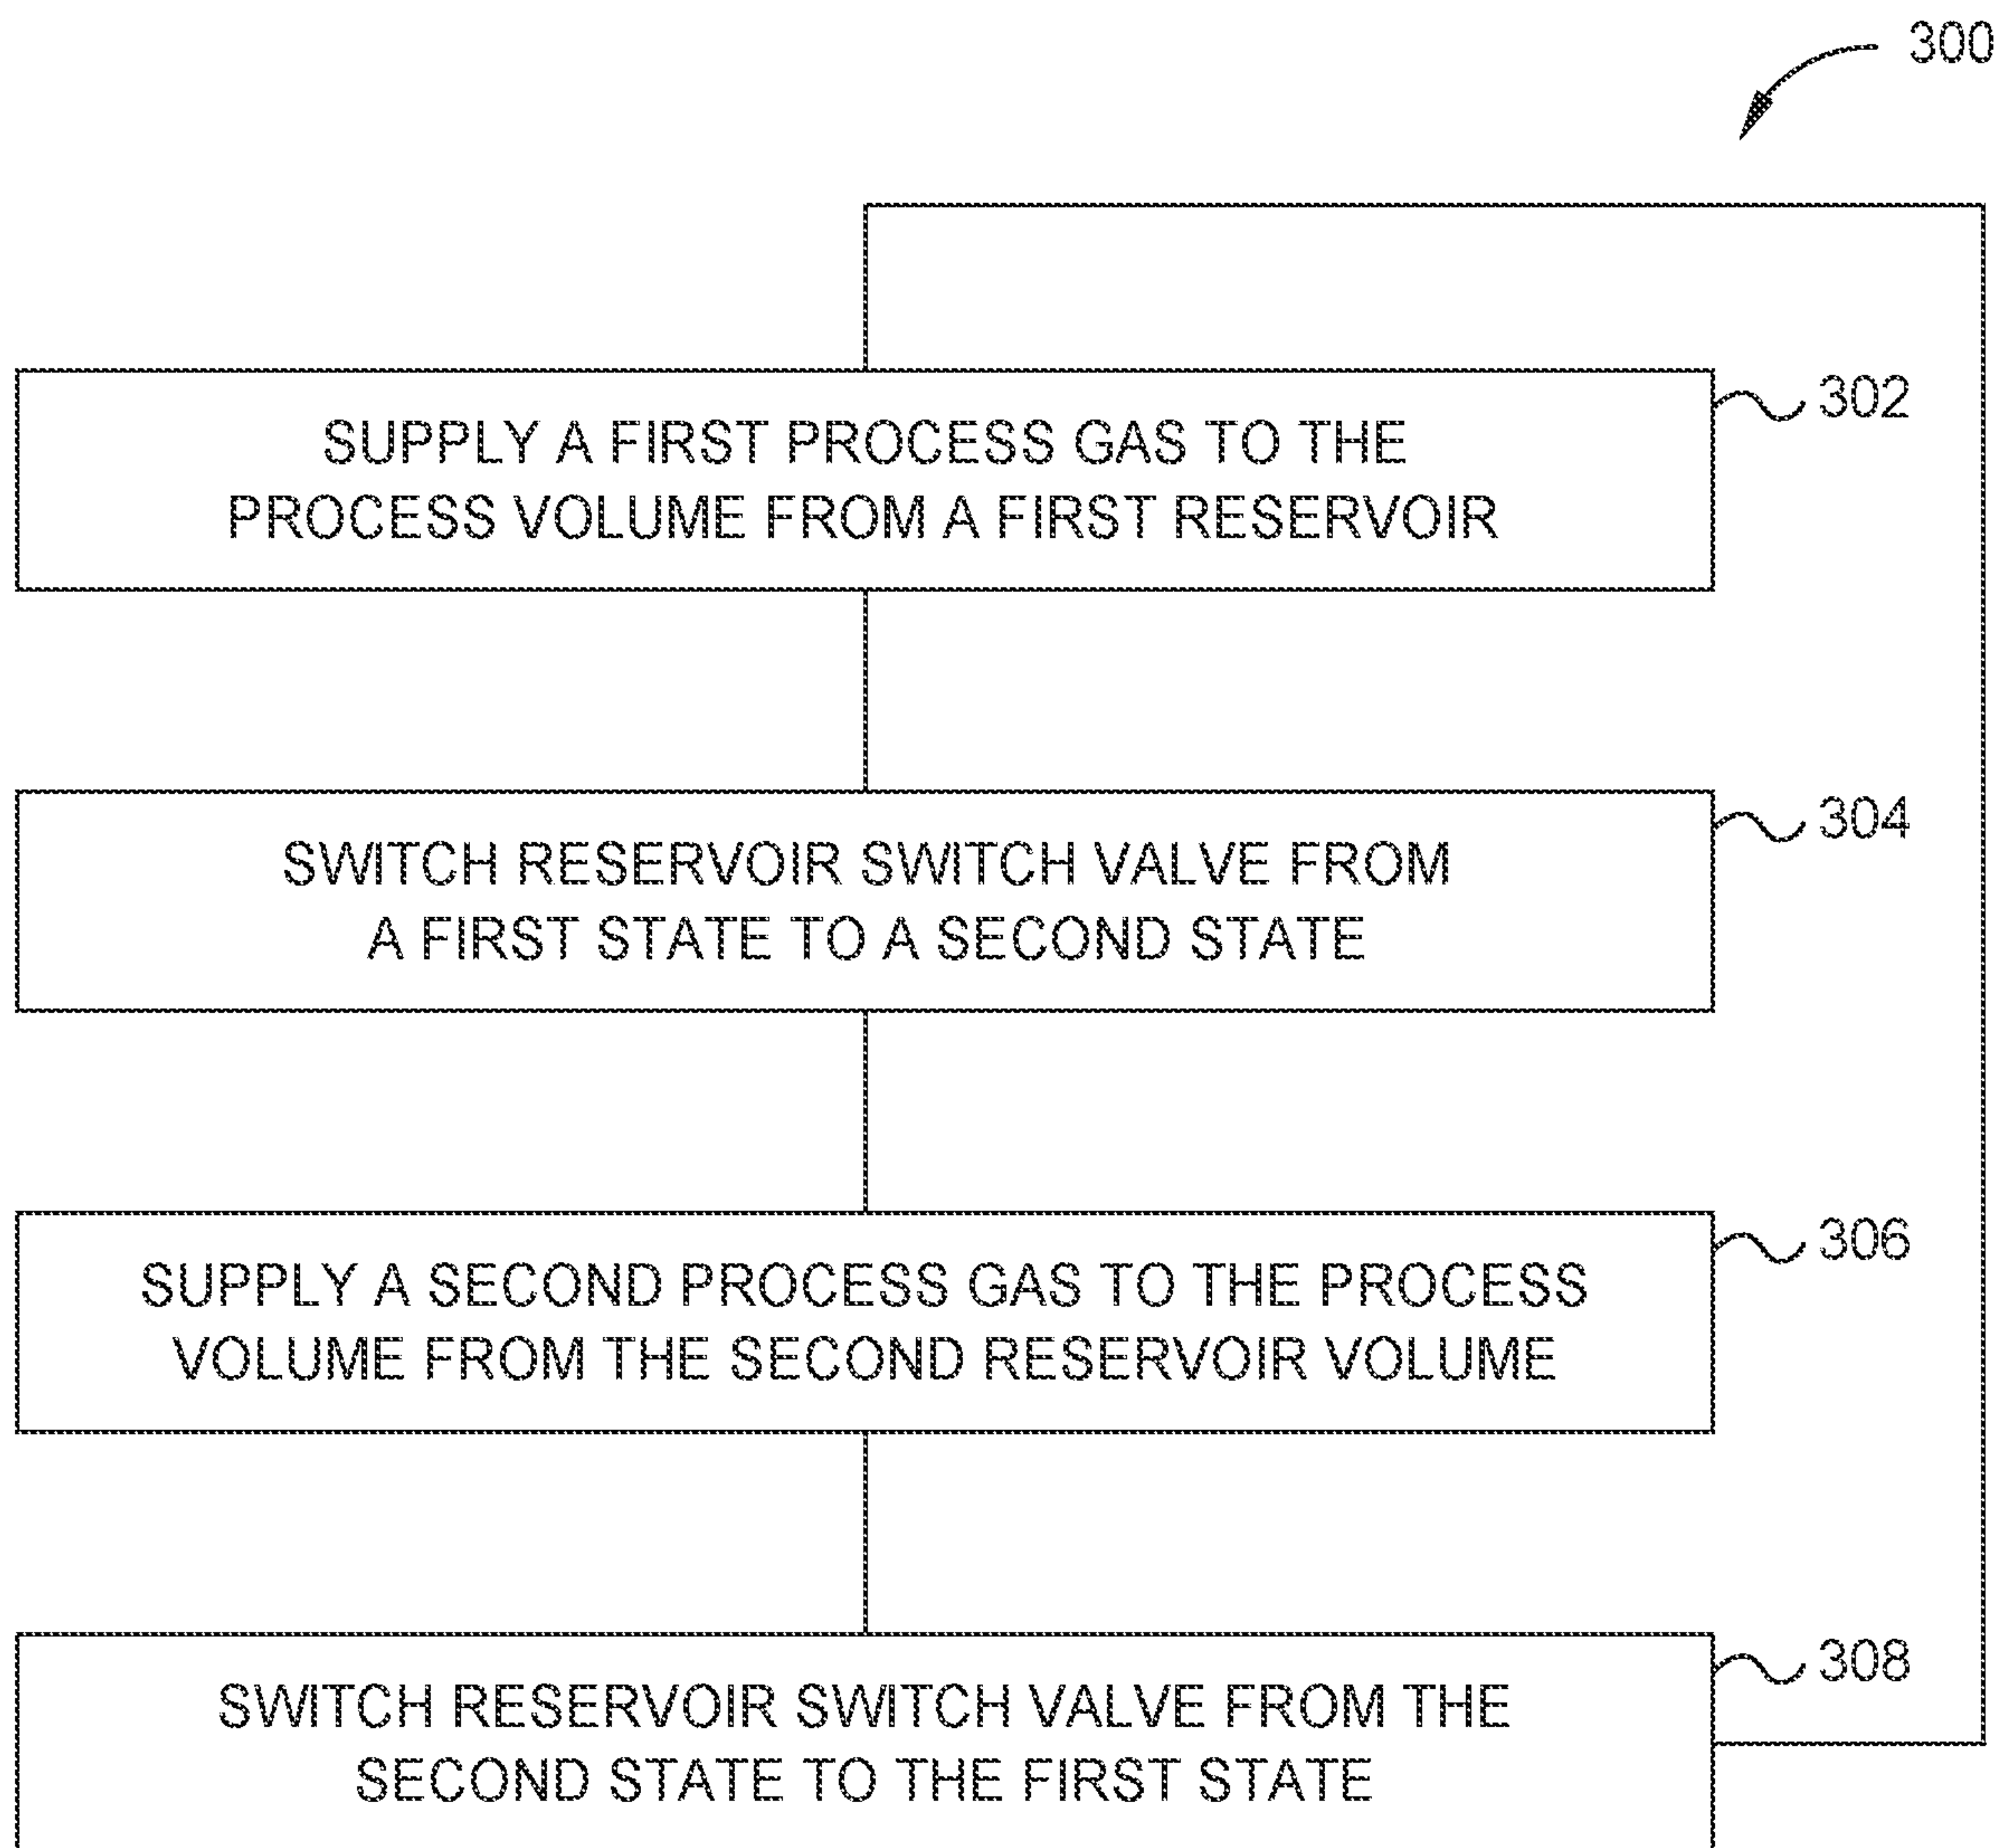 300
302
SUPPLY A FIRST PROCESS GAS TO THE
PROCESS VOLUME FROM A FIRST RESERVOIR
304
SWITCH RESERVOIR SWITCH VALVE FROM
A FIRST STATE TO A SECOND STATE
306
SUPPLY A SECOND PROCESS GAS TO THE PROCESS
VOLUME FROM THE SECOND RESERVOIR VOLUME
308
SWITCH RESERVOIR SWITCH VALVE FROM THE
SECOND STATE TO THE FIRST STATE